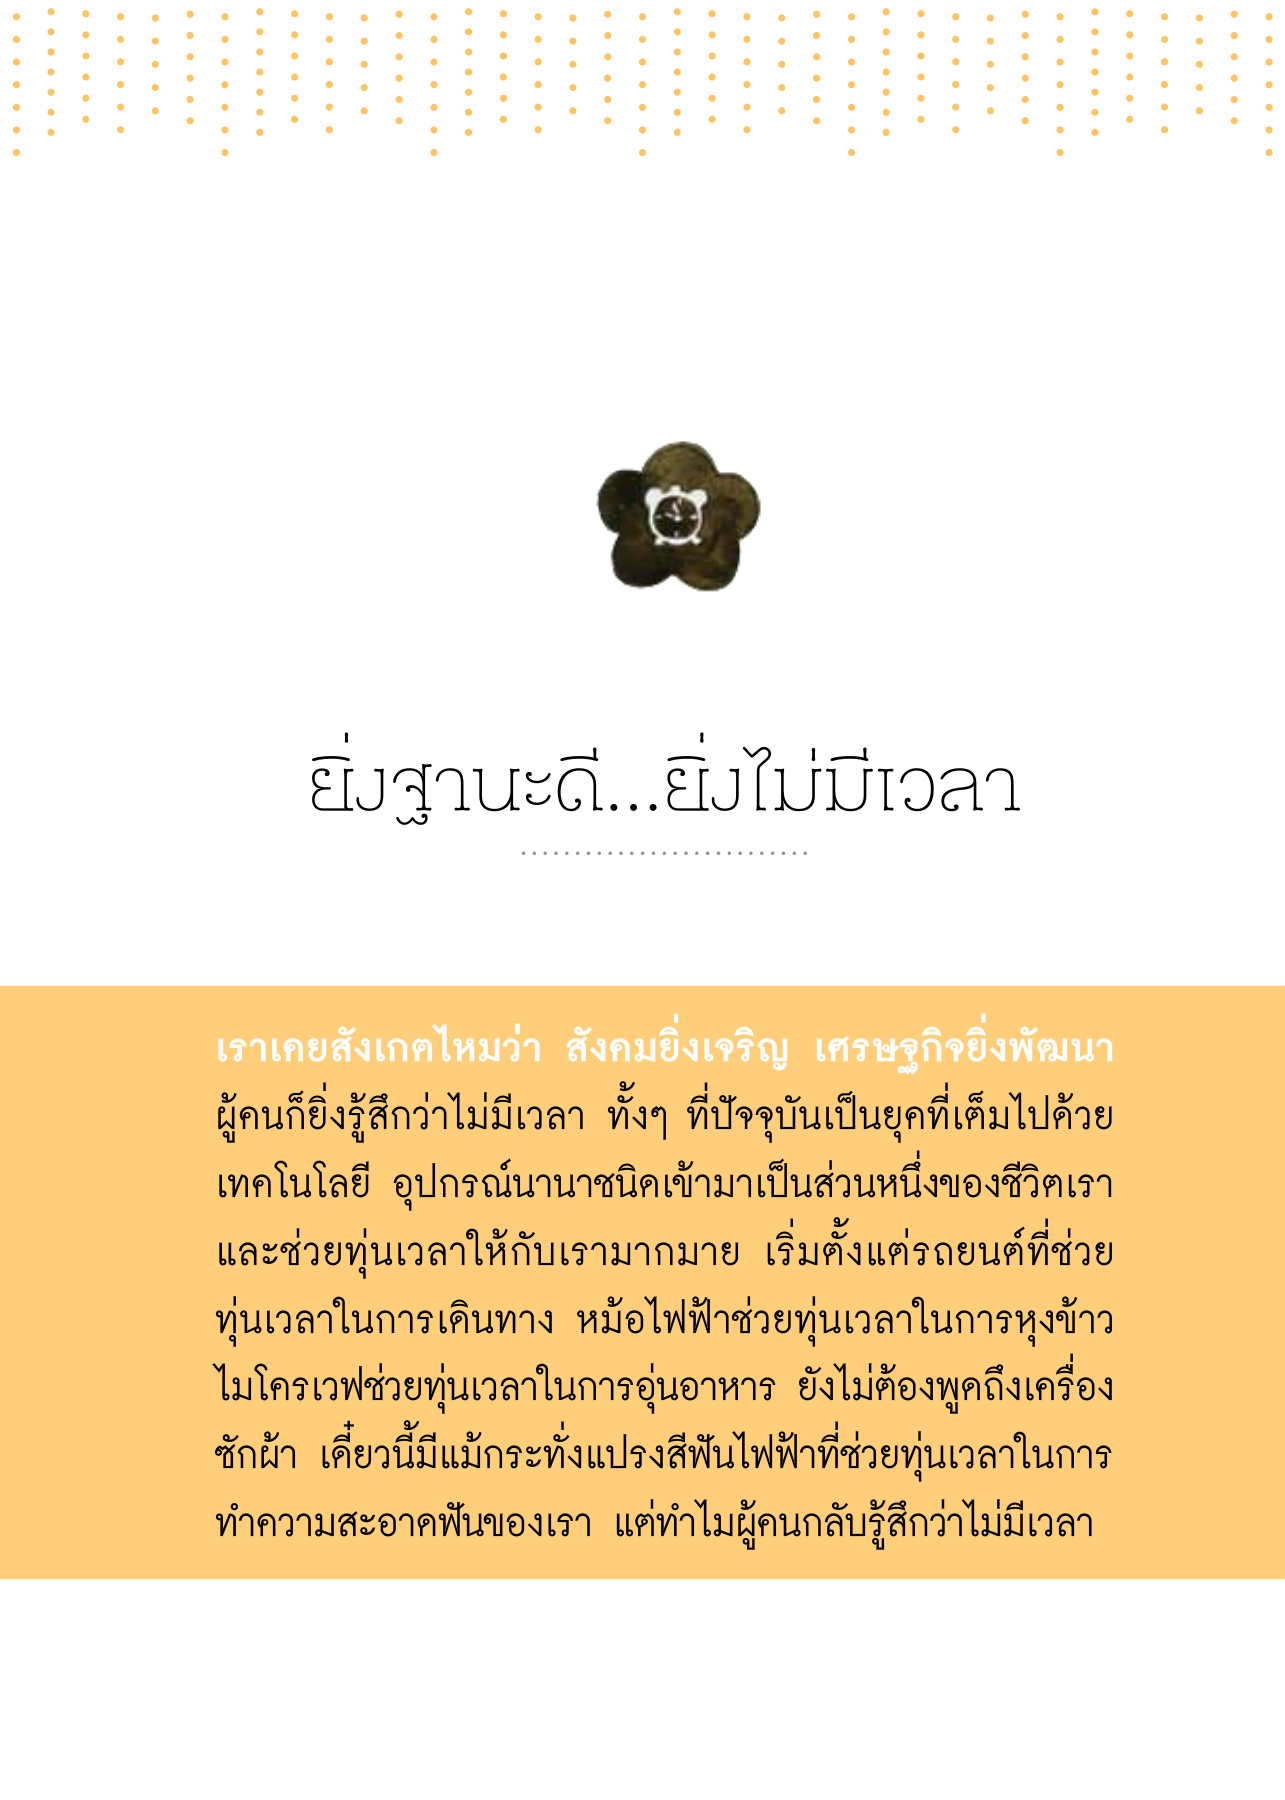 ยิ่งฐานะดี...ยิ่งไม่มีเวลา
เราเคยสังเกตไหมว่า สังคมยิ่งเจริญ เศรษฐกิจยิ่งพัฒนา
ผู้คนก็ยิ่งรู้สึกว่าไม่มีเวลา ทั้งๆ ที่ปัจจุบันเป็นยุคที่เต็มไปด้วย
เทคโนโลยี อุปกรณ์นานาชนิดเข้ามาเป็นส่วนหนึ่งของชีวิตเรา
และช่วยทุ่นเวลาให้กับเรามากมาย เริ่มตั้งแต่รถยนต์ที่ช่วย
ทุ่นเวลาในการเดินทาง หม้อไฟฟ้าช่วยทุ่นเวลาในการหุงข้าว
ไมโครเวฟช่วยทุ่นเวลาในการอุ่นอาหาร ยังไม่ต้องพูดถึงเครื่อง
ซักผ้า เดี๋ยวนี้มีแม้กระทั่งแปรงสีฟันไฟฟ้าที่ช่วยทุ่นเวลาในการ
ทำความสะอาดฟันของเรา แต่ทำไมผู้คนกลับรู้สึกว่าไม่มีเวลา